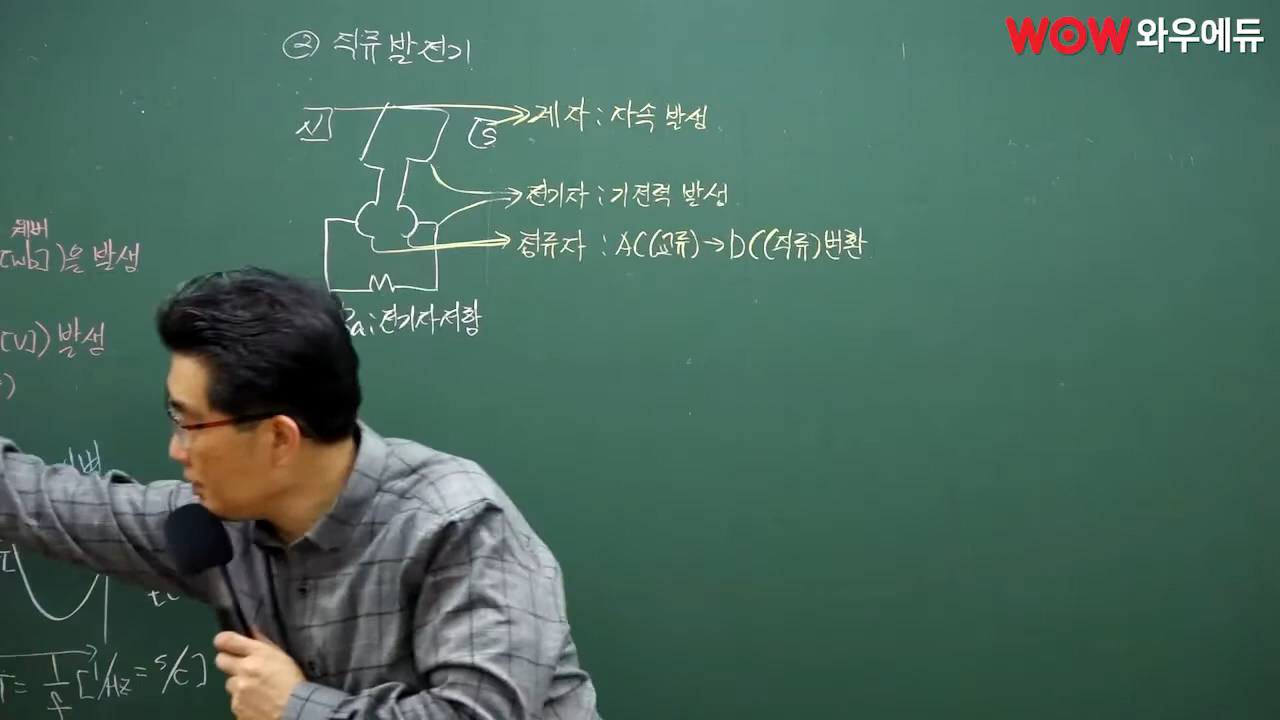 WOW 와우에듀
② 직류발전기
N
S
계자 : 자속 발생
전기자 : 기전력 발생
정류자 : AC(교류)→DC(직류)변환
Ra : 전기자저항
웨버
[wb])을 발생
[V]) 발생
)
T = 1/f [1/Hz = s/c]